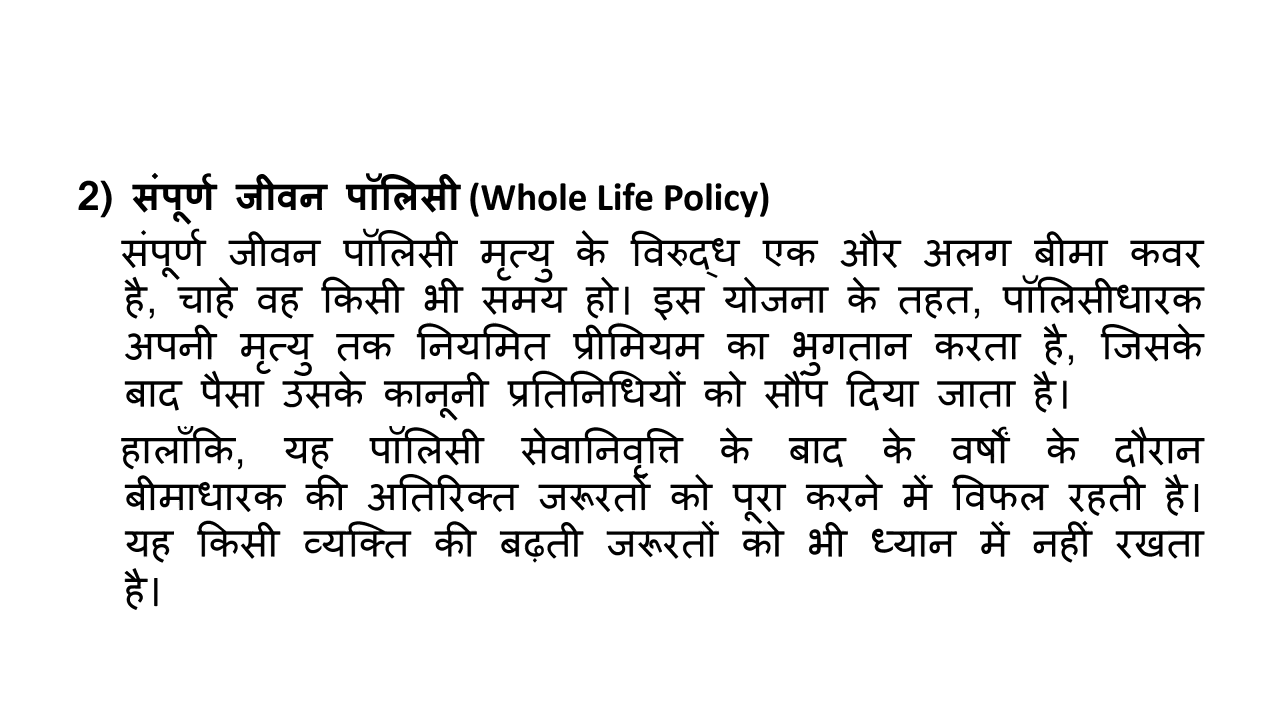 2) संपूर्ण जीवन पॉलिसी (Whole Life Policy)
संपूर्ण जीवन पॉलिसी मृत्यु के विरुद्ध एक और अलग बीमा कवर
है, चाहे वह किसी भी समय हो। इस योजना के तहत, पॉलिसीधारक
अपनी मृत्यु तक नियमित प्रीमियम का भुगतान करता है, जिसके
बाद पैसा उसके कानूनी प्रतिनिधियों को सौंप दिया जाता है।
हालाँकि, यह पॉलिसी सेवानिवृत्ति के बाद के वर्षों के दौरान
बीमाधारक की अतिरिक्त जरूरतों को पूरा करने में विफल रहती है।
यह किसी व्यक्ति की बढ़ती जरूरतों को भी ध्यान में नहीं रखता
है।